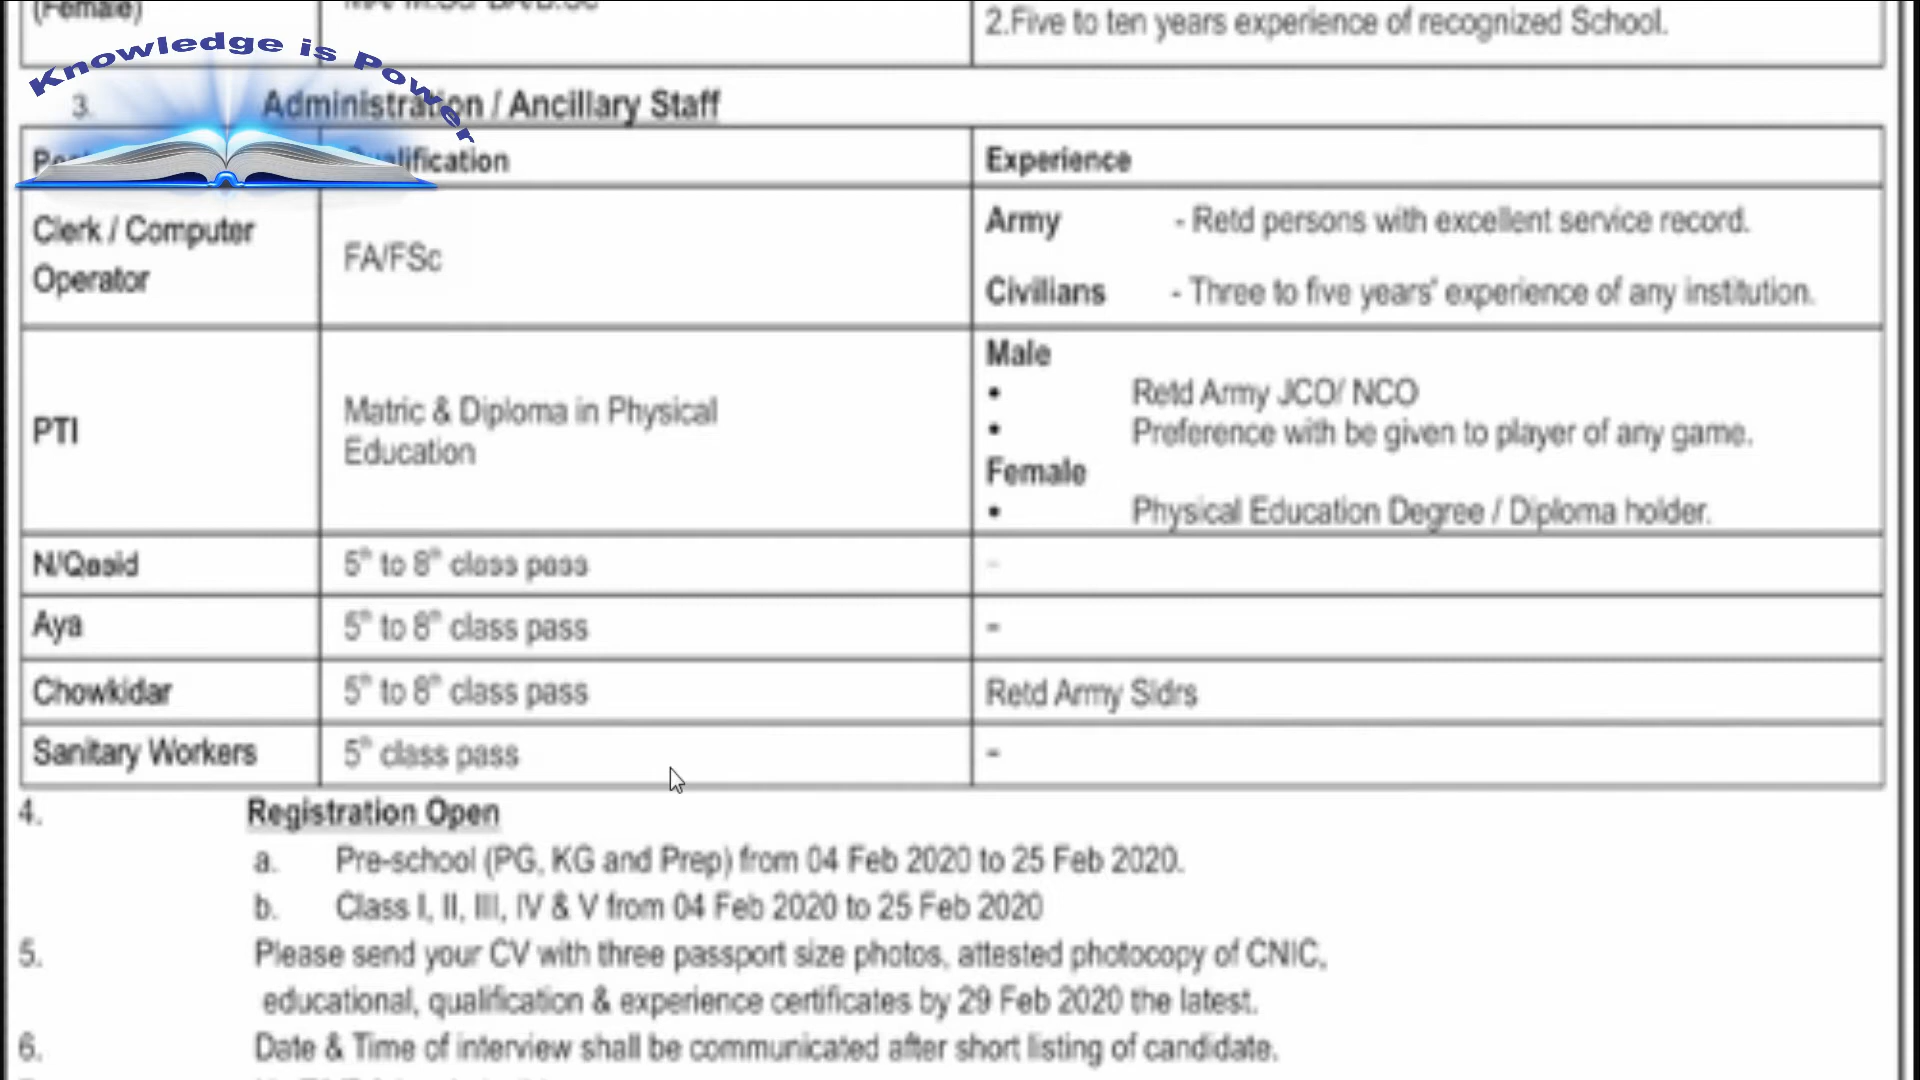 (Female)
2.Five to ten years experience of recognized School.
Knowledge is Power
3. Administration / Ancillary Staff
Qualification Experience
Clerk / Computer Operator FA/FSc Army - Retd persons with excellent service record.
Civilians - Three to five years' experience of any institution.
PTI Matric & Diploma in Physical Education Male
• Retd Army JCO/ NCO
• Preference with be given to player of any game.
Female
• Physical Education Degree / Diploma holder.
N/Qasid 5th to 8th class pass -
Aya 5th to 8th class pass -
Chowkidar 5th to 8th class pass Retd Army Sldrs
Sanitary Workers 5th class pass -
4. Registration Open
a. Pre-school (PG, KG and Prep) from 04 Feb 2020 to 25 Feb 2020.
b. Class I, II, III, IV & V from 04 Feb 2020 to 25 Feb 2020
5. Please send your CV with three passport size photos, attested photocopy of CNIC,
educational, qualification & experience certificates by 29 Feb 2020 the latest.
6. Date & Time of interview shall be communicated after short listing of candidate.